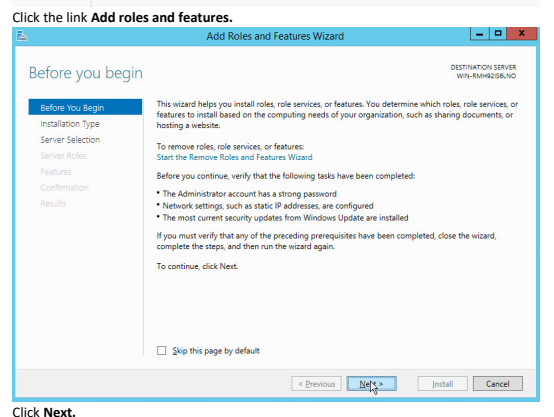 Click the link Add roles and features.
Add Roles and Features Wizard
Before you begin
DESTINATION SERVER
WIN-RMH92IS6LNO
Before You Begin
Installation Type
Server Selection
Server Roles
Features
Confirmation
Results
This wizard helps you install roles, role services, or features. You determine which roles, role services, or
features to install based on the computing needs of your organization, such as sharing documents, or
hosting a website.
To remove roles, role services, or features:
Start the Remove Roles and Features Wizard
Before you continue, verify that the following tasks have been completed:
• The Administrator account has a strong password
• Network settings, such as static IP addresses, are configured
• The most current security updates from Windows Update are installed
If you must verify that any of the preceding prerequisites have been completed, close the wizard,
complete the steps, and then run the wizard again.
To continue, click Next.
Skip this page by default
< Previous
Next >
Install
Cancel
Click Next.